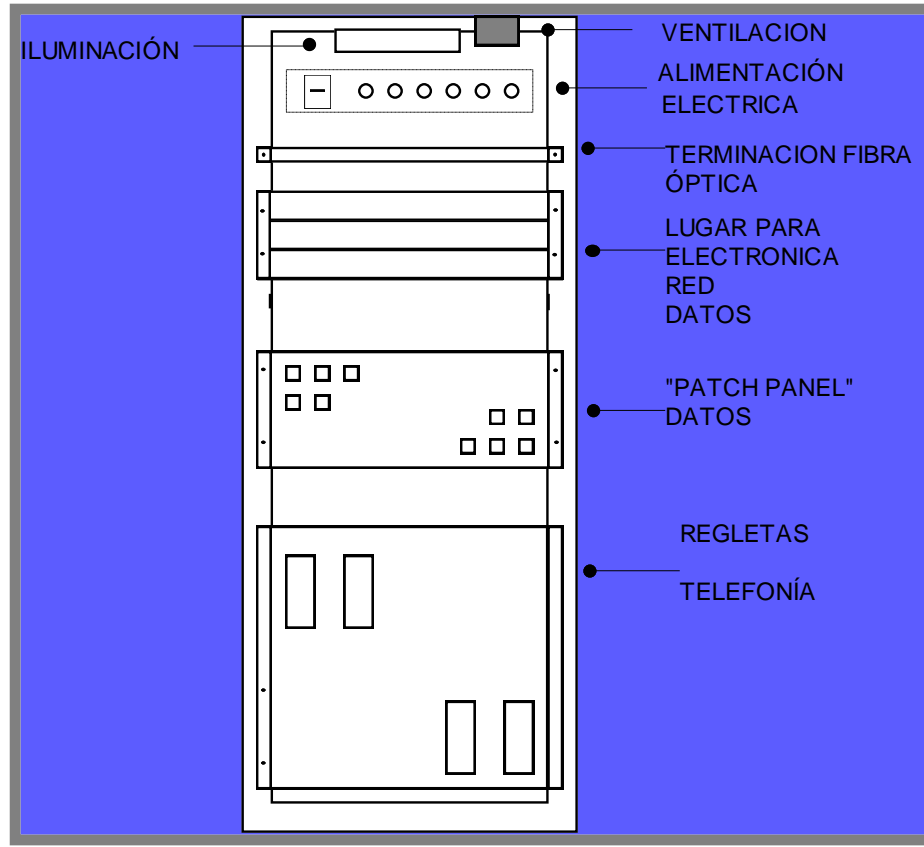 ILUMINACIÓN
VENTILACION
ALIMENTACIÓN
ELECTRICA
TERMINACION FIBRA
ÓPTICA
LUGAR PARA
ELECTRONICA
RED
DATOS
"PATCH PANEL"
DATOS
REGLETAS
TELEFONÍA